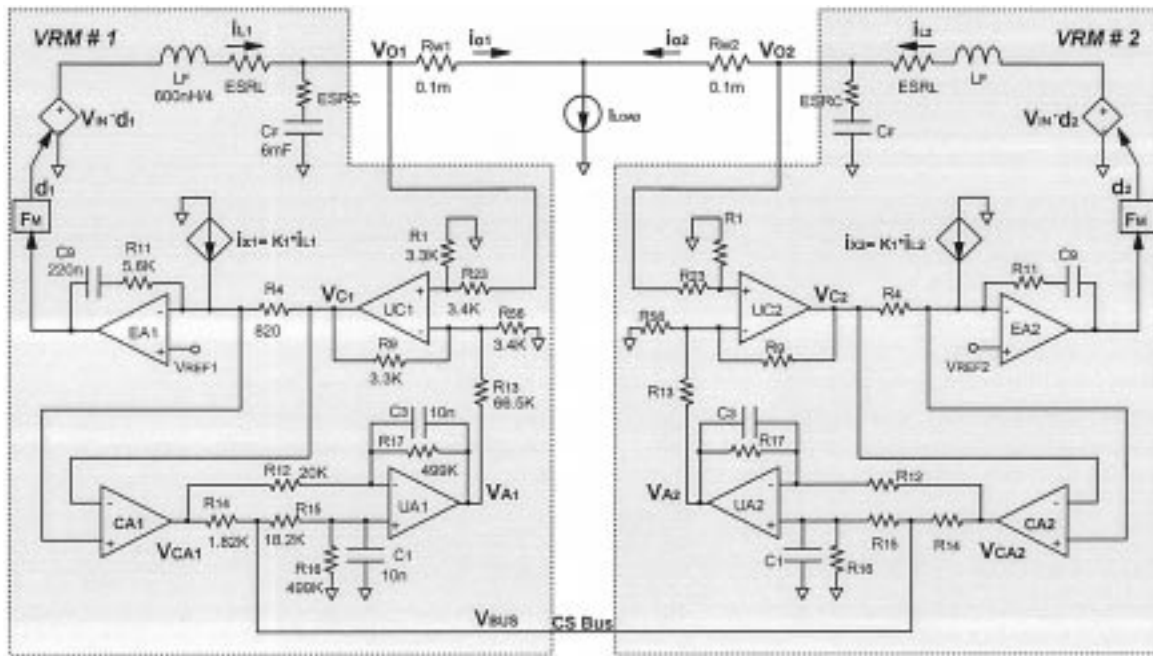 VRM # 1
iL1
VO1
RW1
iO1
iO2
RW2
VO2
iL2
VRM # 2
LF
600nH/4
ESRL
0.1m
0.1m
ESRL
LF
ESRC
ESRC
VIN*d1
CF
6mF
ILOAD
CF
VIN*d2
d1
FM
d2
FM
ix1= K1*iL1
R1
3.3K
R1
ix2= K1*iL2
C9
220n
R11
5.6K
R23
3.4K
R23
R11
C9
R4
820
VC1
UC1
UC2
VC2
R4
EA1
EA2
R56
3.4K
R56
R9
3.3K
R9
VREF1
VREF2
R13
66.5K
R13
C3
10n
C3
R17
499K
R17
R12
20K
R12
VA1
VA2
UA1
UA2
CA1
CA2
R14
1.82K
R15
18.2K
R15
R14
VCA1
VCA2
R16
499K
C1
10n
C1
R16
VBUS
CS Bus